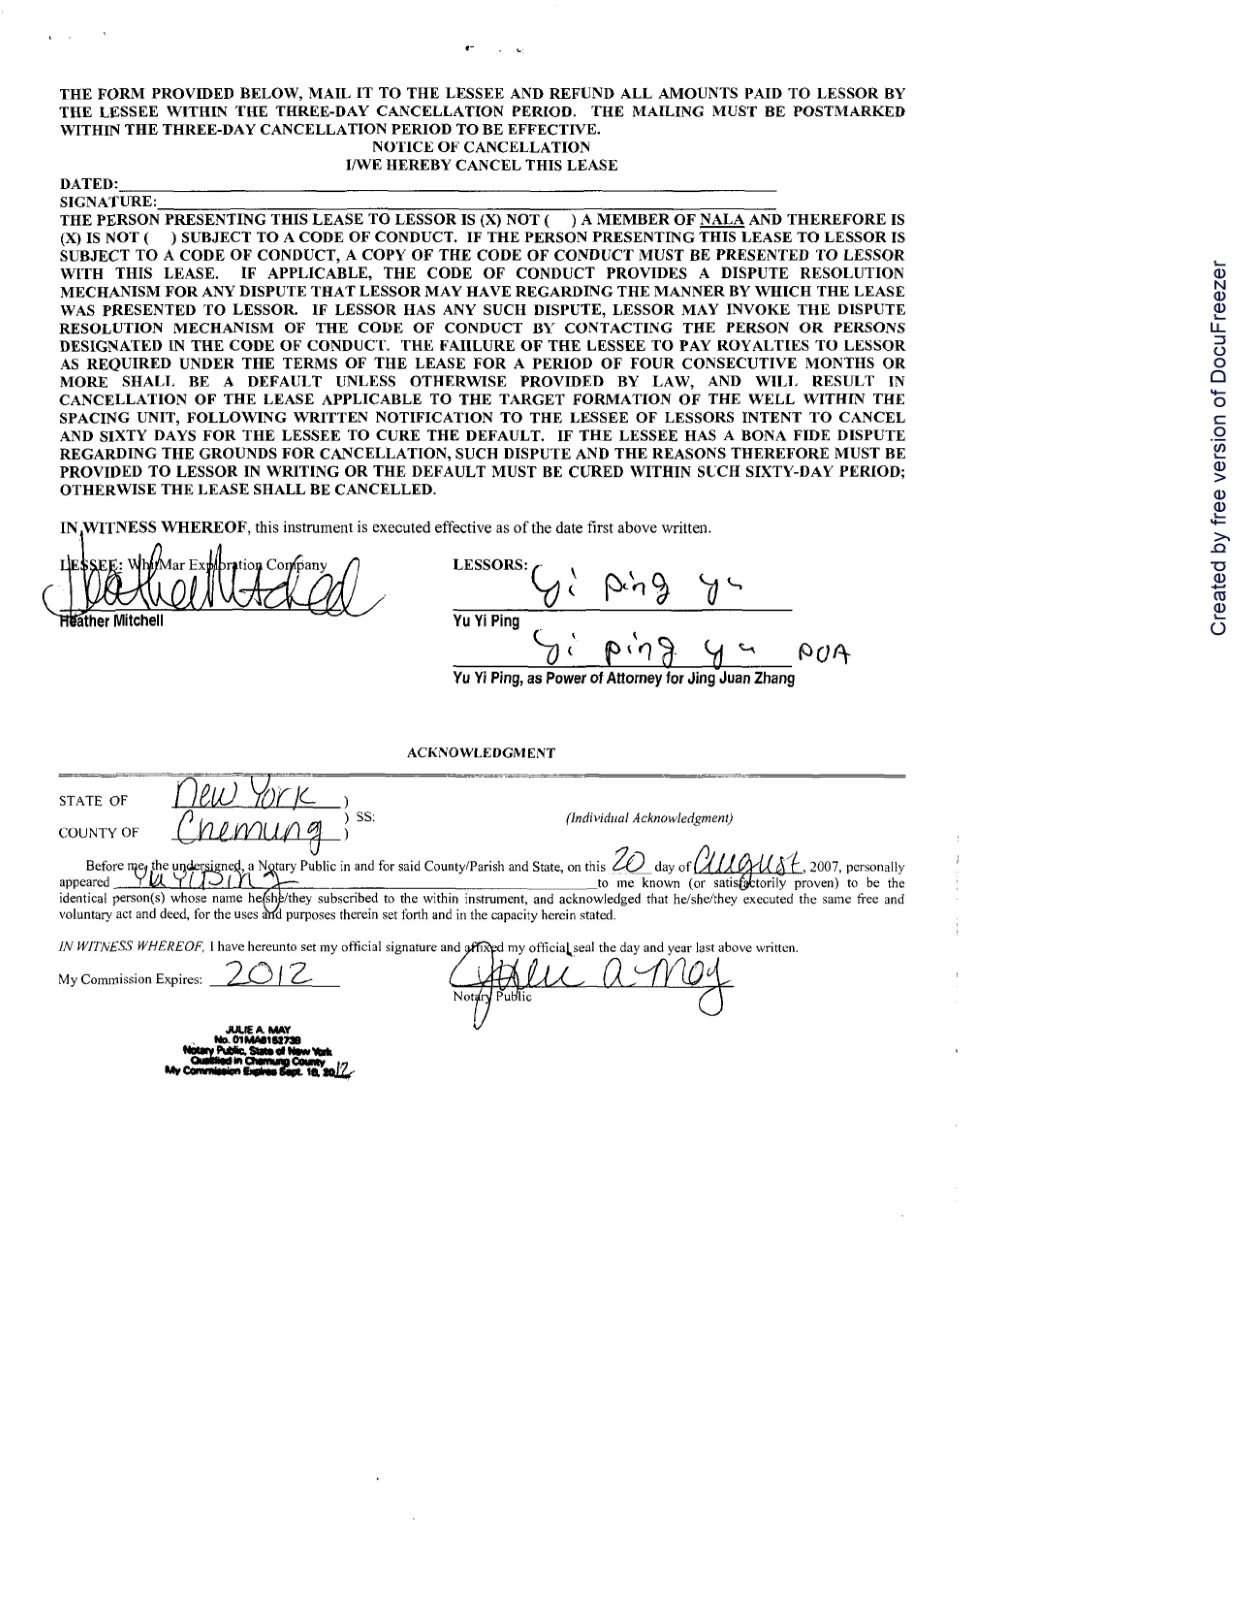 THE FORM PROVIDED BELOW, MAIL IT TO THE LESSEE AND REFUND ALL AMOUNTS PAID TO LESSOR BY
THE LESSEE WITHIN THE THREE-DAY CANCELLATION PERIOD. THE MAILING MUST BE POSTMARKED
WITHIN THE THREE-DAY CANCELLATION PERIOD TO BE EFFECTIVE.
NOTICE OF CANCELLATION
I/WE HEREBY CANCEL THIS LEASE
DATED:
SIGNATURE:
THE PERSON PRESENTING THIS LEASE TO LESSOR IS (X) NOT ( ) A MEMBER OF NALA AND THEREFORE IS
(X) IS NOT ( ) SUBJECT TO A CODE OF CONDUCT. IF THE PERSON PRESENTING THIS LEASE TO LESSOR IS
SUBJECT TO A CODE OF CONDUCT, A COPY OF THE CODE OF CONDUCT MUST BE PRESENTED TO LESSOR
WITH THIS LEASE. IF APPLICABLE, THE CODE OF CONDUCT PROVIDES A DISPUTE RESOLUTION
MECHANISM FOR ANY DISPUTE THAT LESSOR MAY HAVE REGARDING THE MANNER BY WHICH THE LEASE
WAS PRESENTED TO LESSOR. IF LESSOR HAS ANY SUCH DISPUTE, LESSOR MAY INVOKE THE DISPUTE
RESOLUTION MECHANISM OF THE CODE OF CONDUCT BY CONTACTING THE PERSON OR PERSONS
DESIGNATED IN THE CODE OF CONDUCT. THE FAILURE OF THE LESSEE TO PAY ROYALTIES TO LESSOR
AS REQUIRED UNDER THE TERMS OF THE LEASE FOR A PERIOD OF FOUR CONSECUTIVE MONTHS OR
MORE SHALL BE A DEFAULT UNLESS OTHERWISE PROVIDED BY LAW, AND WILL RESULT IN
CANCELLATION OF THE LEASE APPLICABLE TO THE TARGET FORMATION OF THE WELL WITHIN THE
SPACING UNIT, FOLLOWING WRITTEN NOTIFICATION TO THE LESSEE OF LESSORS INTENT TO CANCEL
AND SIXTY DAYS FOR THE LESSEE TO CURE THE DEFAULT. IF THE LESSEE HAS A BONA FIDE DISPUTE
REGARDING THE GROUNDS FOR CANCELLATION, SUCH DISPUTE AND THE REASONS THEREFORE MUST BE
PROVIDED TO LESSOR IN WRITING OR THE DEFAULT MUST BE CURED WITHIN SUCH SIXTY-DAY PERIOD;
OTHERWISE THE LEASE SHALL BE CANCELLED.
IN WITNESS WHEREOF, this instrument is executed effective as of the date first above written.
LESSEE: WhitMar Exploration Company
Heather Mitchell
Heather Mitchell
LESSORS:
Yi ping yu
Yu Yi Ping
Yi ping yu POA
Yu Yi Ping, as Power of Attorney for Jing Juan Zhang
ACKNOWLEDGMENT
STATE OF New York )
) SS: (Individual Acknowledgment)
COUNTY OF Chemung )
Before me, the undersigned, a Notary Public in and for said County/Parish and State, on this 20 day of August, 2007, personally
appeared Yu Yi Ping to me known (or satisfactorily proven) to be the
identical person(s) whose name he/she/they subscribed to the within instrument, and acknowledged that he/she/they executed the same free and
voluntary act and deed, for the uses and purposes therein set forth and in the capacity herein stated.
IN WITNESS WHEREOF, I have hereunto set my official signature and affixed my official seal the day and year last above written.
My Commission Expires: 2012
Julie A May
Notary Public
JULIE A. MAY
No. 01MA6152738
Notary Public, State of New York
Qualified in Chemung County
My Commission Expires Sept. 18, 2012
Created by free version of DocuFreezer